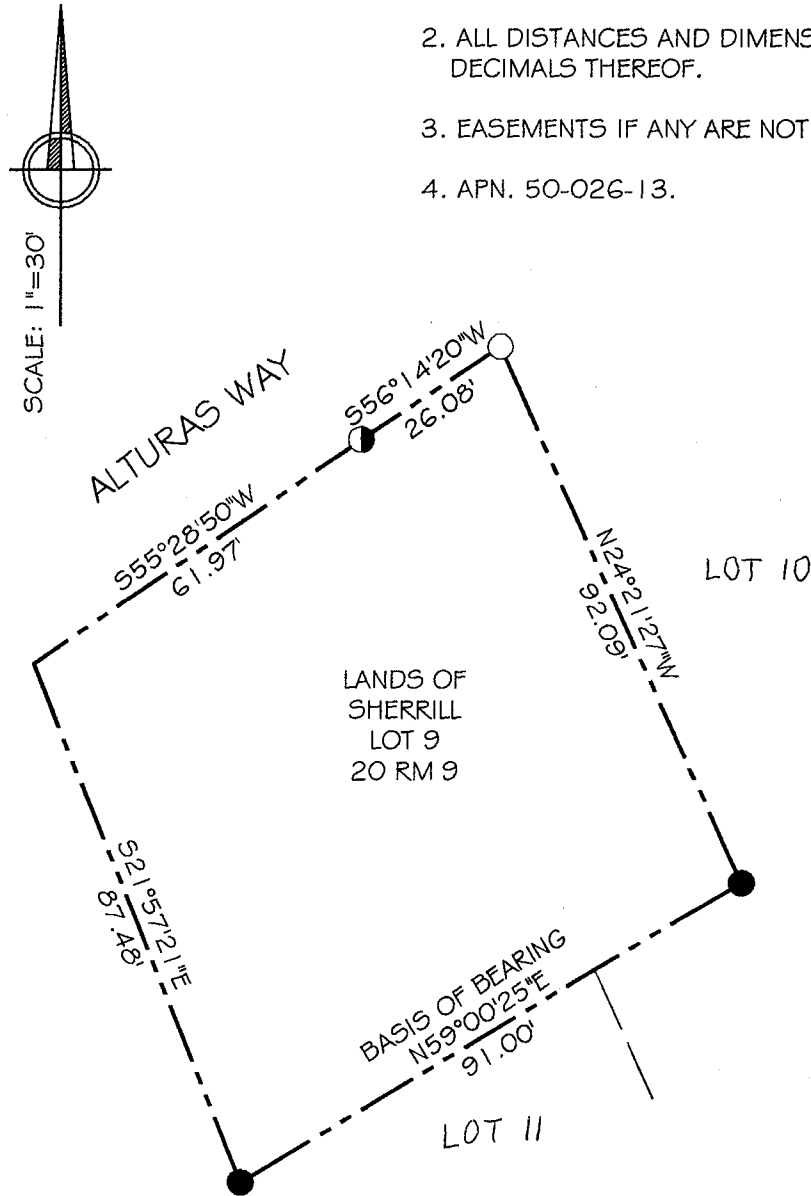 2. ALL DISTANCES AND DIMENS
DECIMALS THEREOF.
3. EASEMENTS IF ANY ARE NOT
4. APN. 50-026-13.
SCALE: 1"=30'
ALTURAS WAY
S56°14'20"W
26.08'
S55°28'50"W
61.97'
N24°21'27"W
92.09'
LOT 10
LANDS OF
SHERRILL
LOT 9
20 RM 9
S21°57'21"E
87.48'
BASIS OF BEARING
N59°00'25"E
91.00'
LOT 11